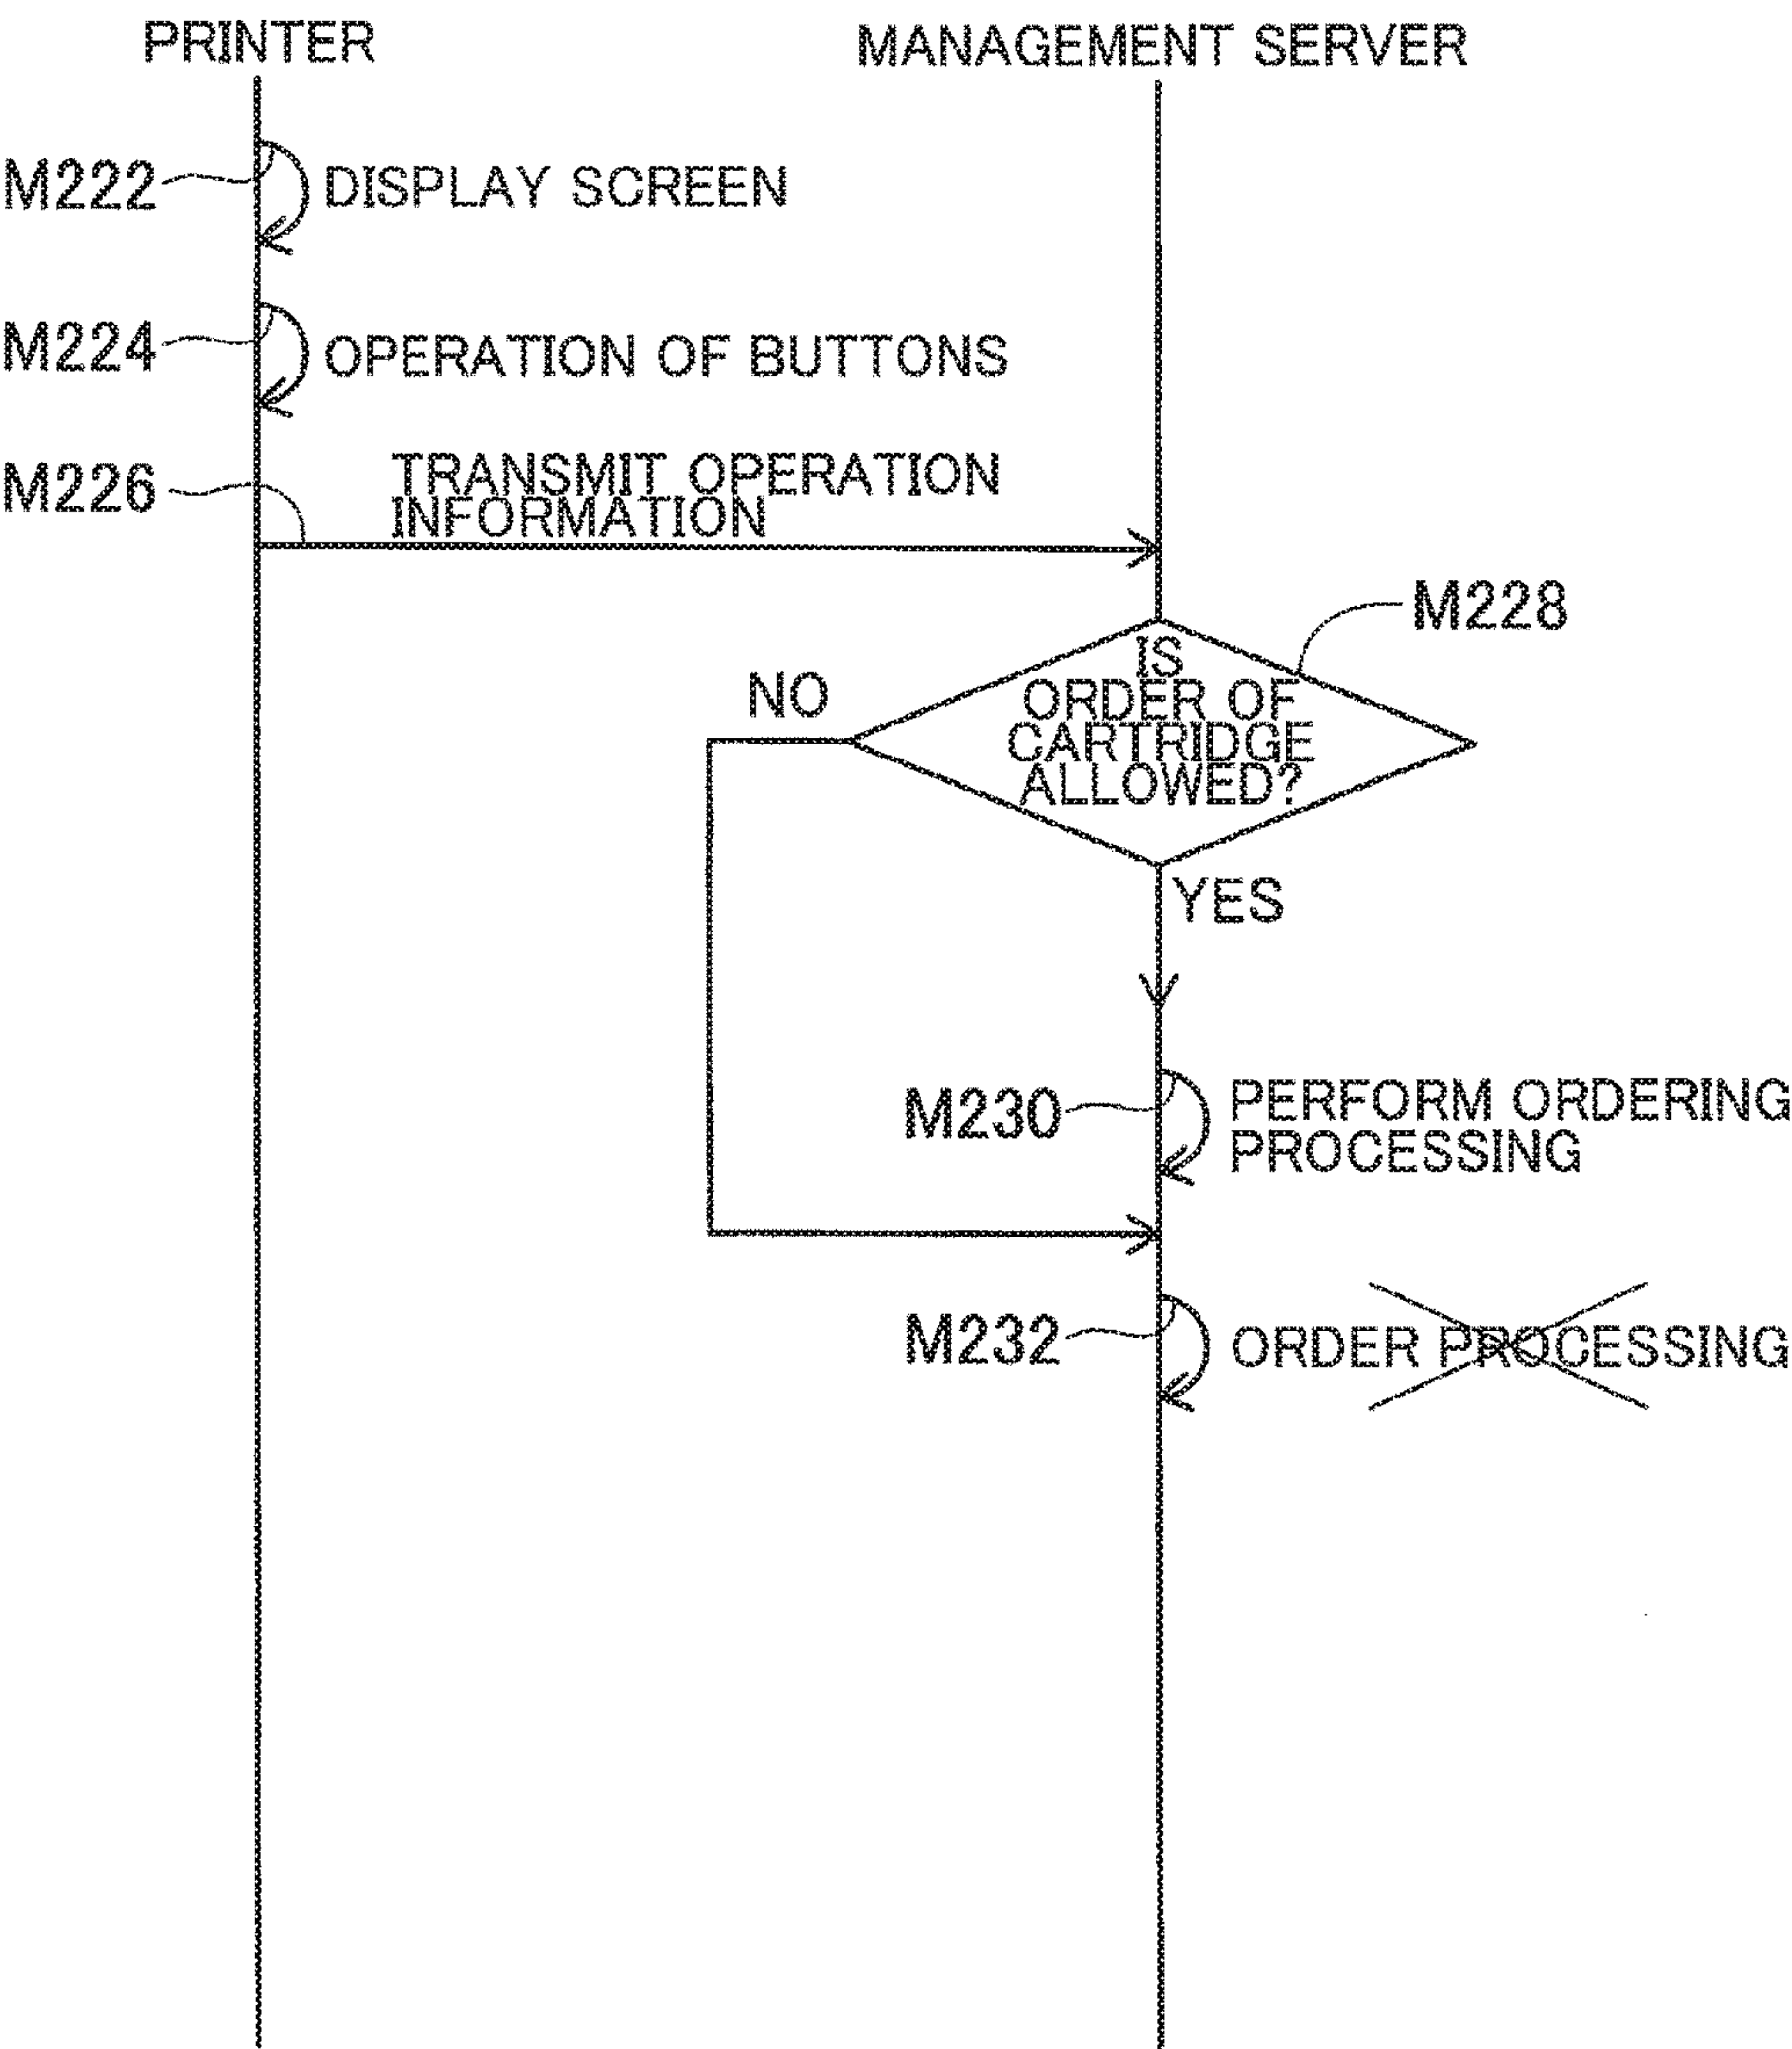 PRINTER
MANAGEMENT SERVER
M222
DISPLAY SCREEN
M224
OPERATION OF BUTTONS
M226
TRANSMIT OPERATION
INFORMATION
M228
IS
ORDER OF
CARTRIDGE
ALLOWED?
NO
YES
M230
PERFORM ORDERING
PROCESSING
M232
ORDER PROCESSING